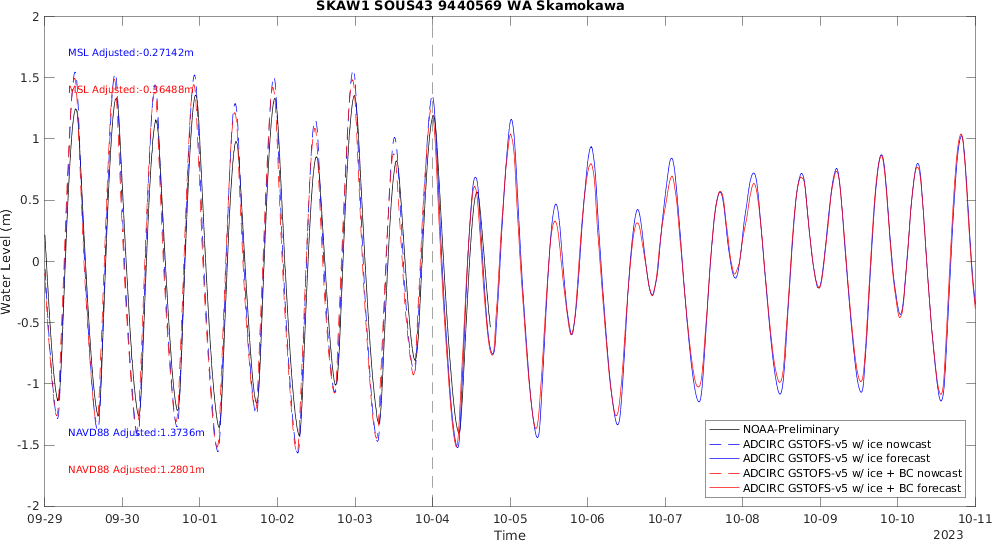 SKAW1 SOUS43 9440569 WA Skamokawa
2
1.5
1
0.5
0
-0.5
-1
-1.5
-2
Water Level (m)
MSL Adjusted:-0.27142m
MSL Adjusted:-0.36488m
NAVD88 Adjusted:1.3736m
NAVD88 Adjusted:1.2801m
NOAA-Preliminary
ADCIRC GSTOFS-v5 w/ ice nowcast
ADCIRC GSTOFS-v5 w/ ice forecast
ADCIRC GSTOFS-v5 w/ ice + BC nowcast
ADCIRC GSTOFS-v5 w/ ice + BC forecast
09-29 09-30 10-01 10-02 10-03 10-04 10-05 10-06 10-07 10-08 10-09 10-10 10-11
Time
2023